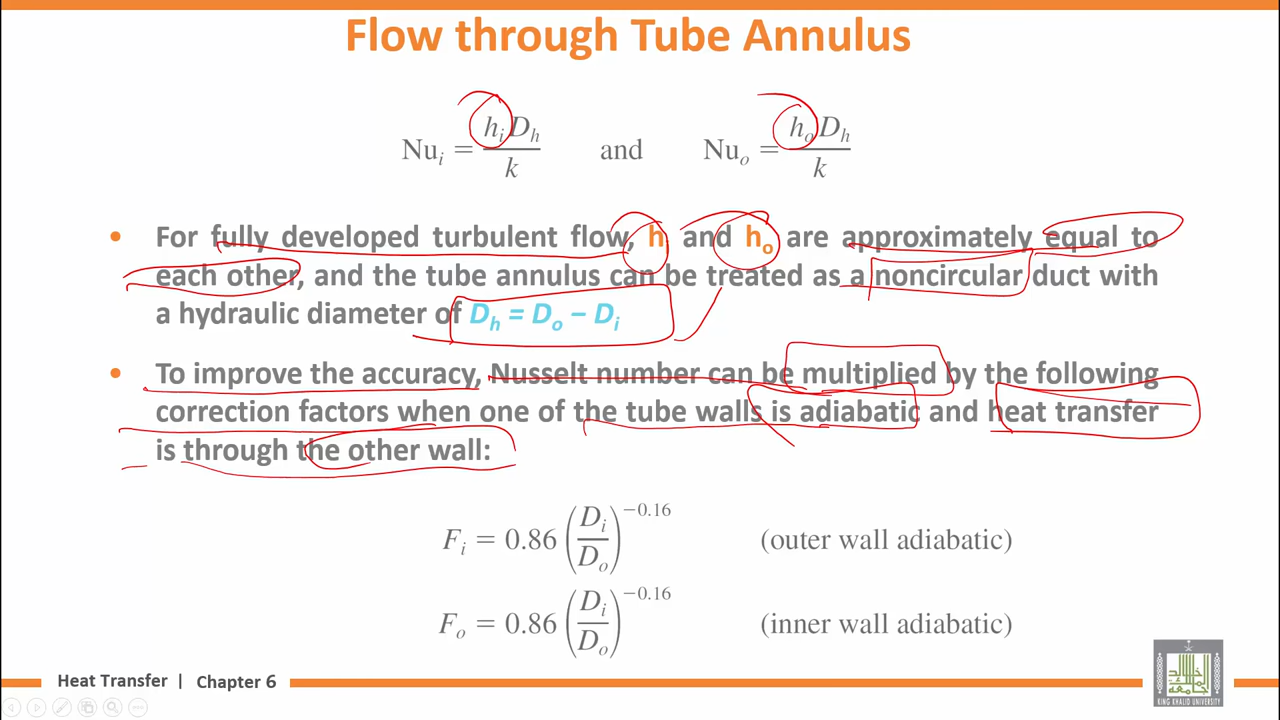 Flow through Tube Annulus
Nu_i = h_i D_h / k and Nu_o = h_o D_h / k
• For fully developed turbulent flow, h_i and h_o are approximately equal to
each other, and the tube annulus can be treated as a noncircular duct with
a hydraulic diameter of D_h = D_o – D_i
• To improve the accuracy, Nusselt number can be multiplied by the following
correction factors when one of the tube walls is adiabatic and heat transfer
is through the other wall:
F_i = 0.86 (D_i / D_o)^−0.16 (outer wall adiabatic)
F_o = 0.86 (D_i / D_o)^−0.16 (inner wall adiabatic)
Heat Transfer | Chapter 6
KING KHALID UNIVERSITY